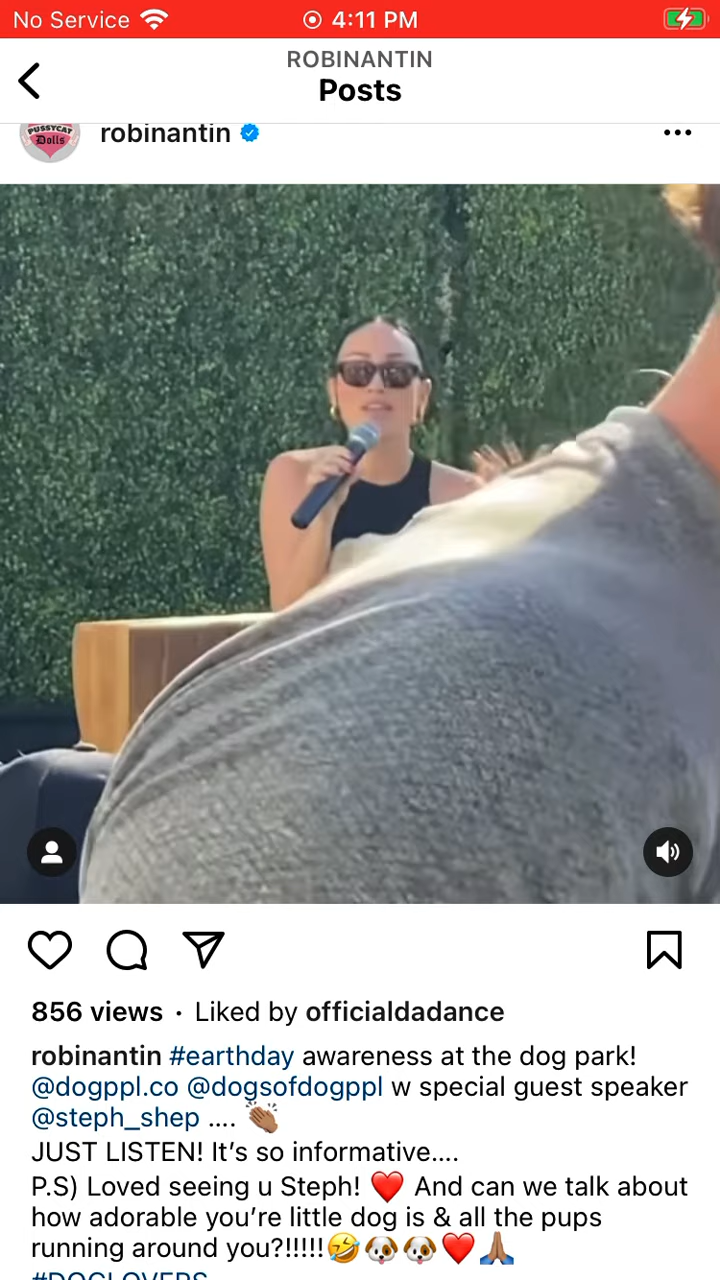 No Service 4:11 PM
ROBINANTIN
Posts
PUSSYCAT
Dolls
robinantin
856 views · Liked by officialdadance
robinantin #earthday awareness at the dog park!
@dogppl.co @dogsofdogppl w special guest speaker
@steph_shep .... 👏🏾
JUST LISTEN! It’s so informative....
P.S) Loved seeing u Steph! ❤️ And can we talk about
how adorable you’re little dog is & all the pups
running around you?!!!!!🤣🐶🐶❤️🙏🏽
#DOGLOVERS